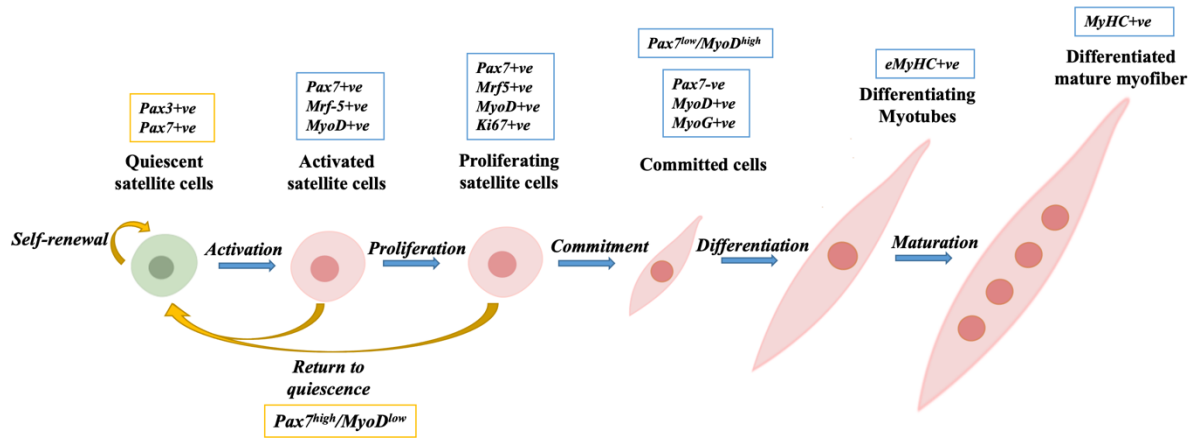 Pax3+ve
Pax7+ve
Quiescent
satellite cells
Pax7+ve
Mrf-5+ve
MyoD+ve
Activated
satellite cells
Pax7+ve
Mrf5+ve
MyoD+ve
Ki67+ve
Proliferating
satellite cells
Pax7low/MyoDhigh
Pax7-ve
MyoD+ve
MyoG+ve
Committed cells
eMyHC+ve
Differentiating
Myotubes
MyHC+ve
Differentiated
mature myofiber
Self-renewal
Activation
Proliferation
Commitment
Differentiation
Maturation
Return to
quiescence
Pax7high/MyoDlow